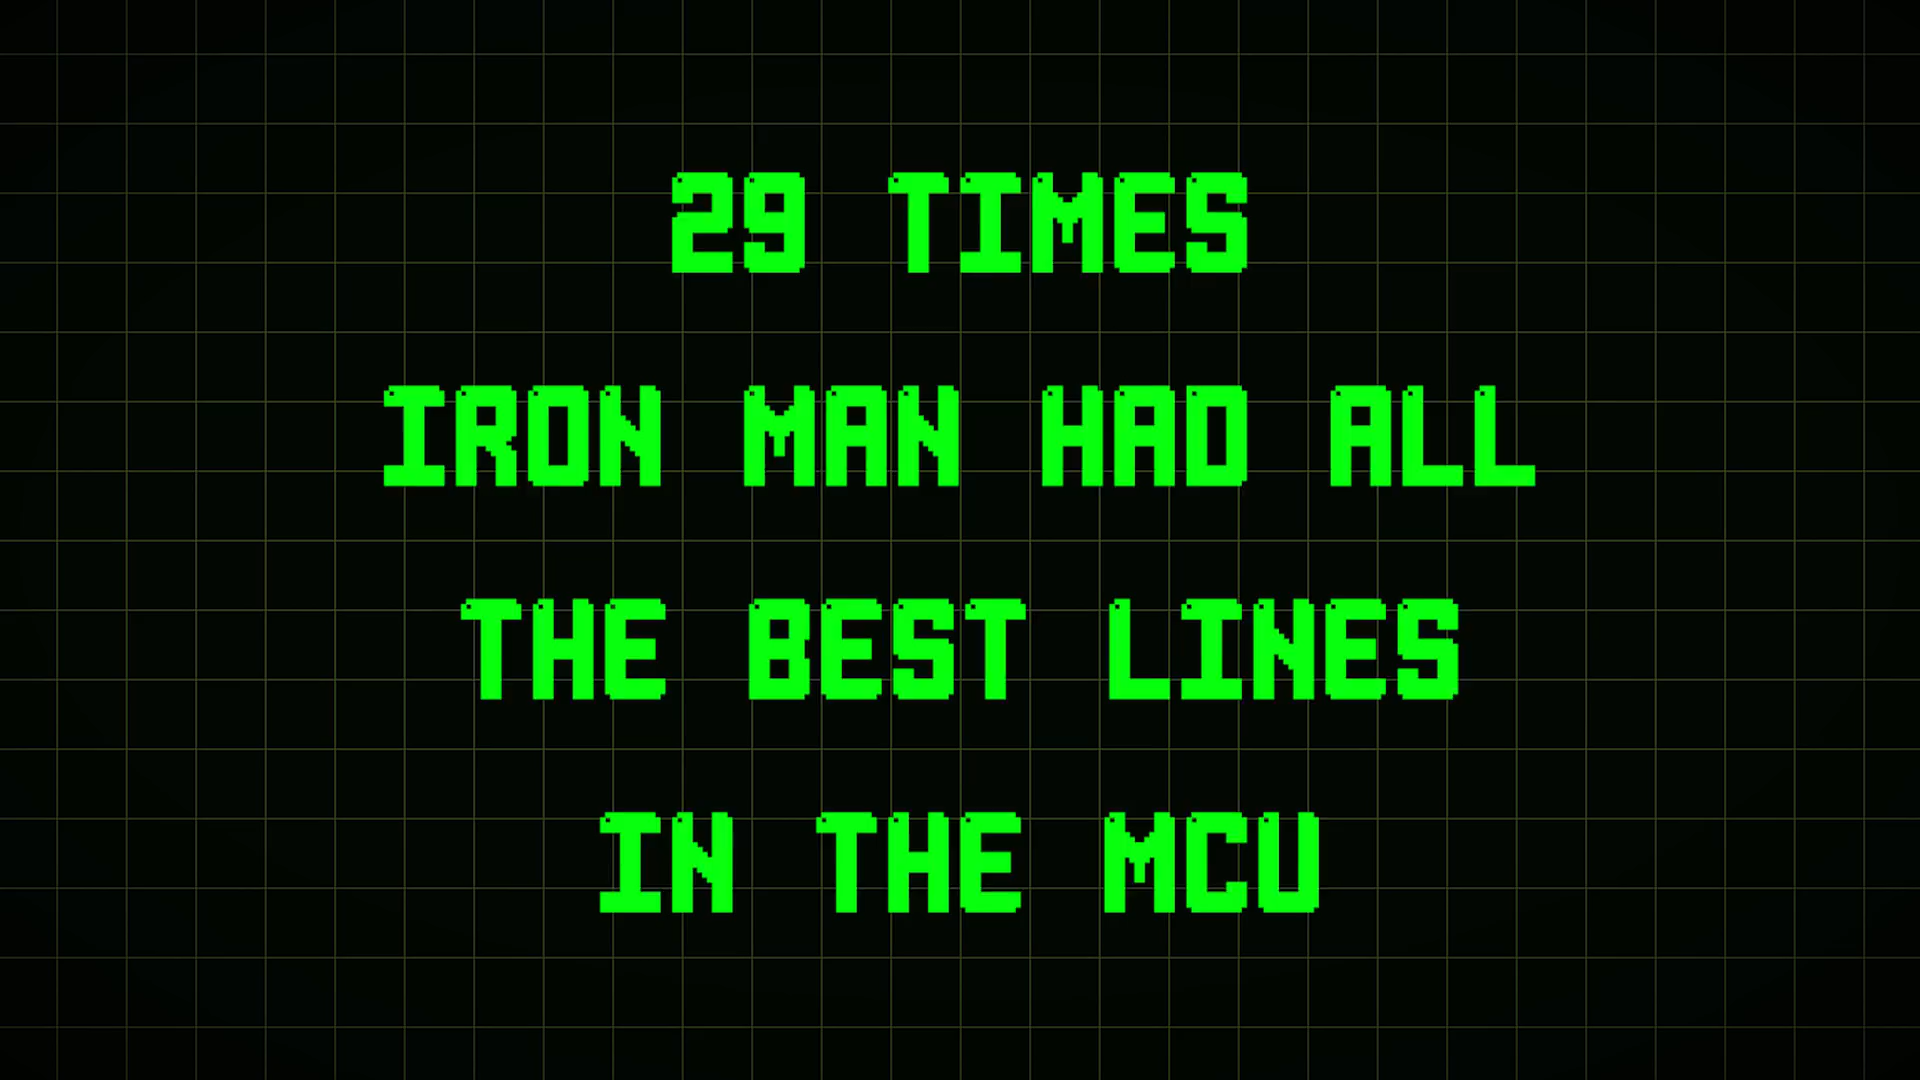 29 TIMES
IRON MAN HAD ALL
THE BEST LINES
IN THE MCU